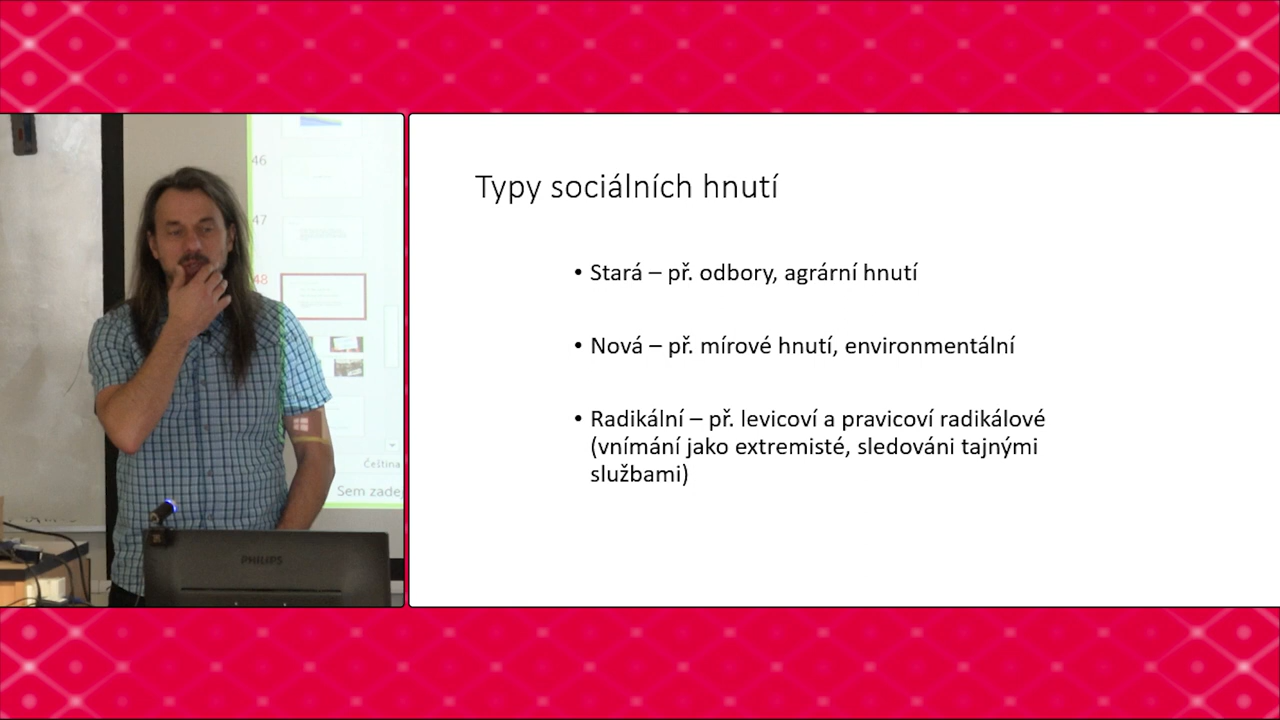 46
47
48
Čeština
Sem zadej
PHILIPS
Typy sociálních hnutí
• Stará – př. odbory, agrární hnutí
• Nová – př. mírové hnutí, environmentální
• Radikální – př. levicoví a pravicoví radikálové
(vnímání jako extremisté, sledováni tajnými
službami)